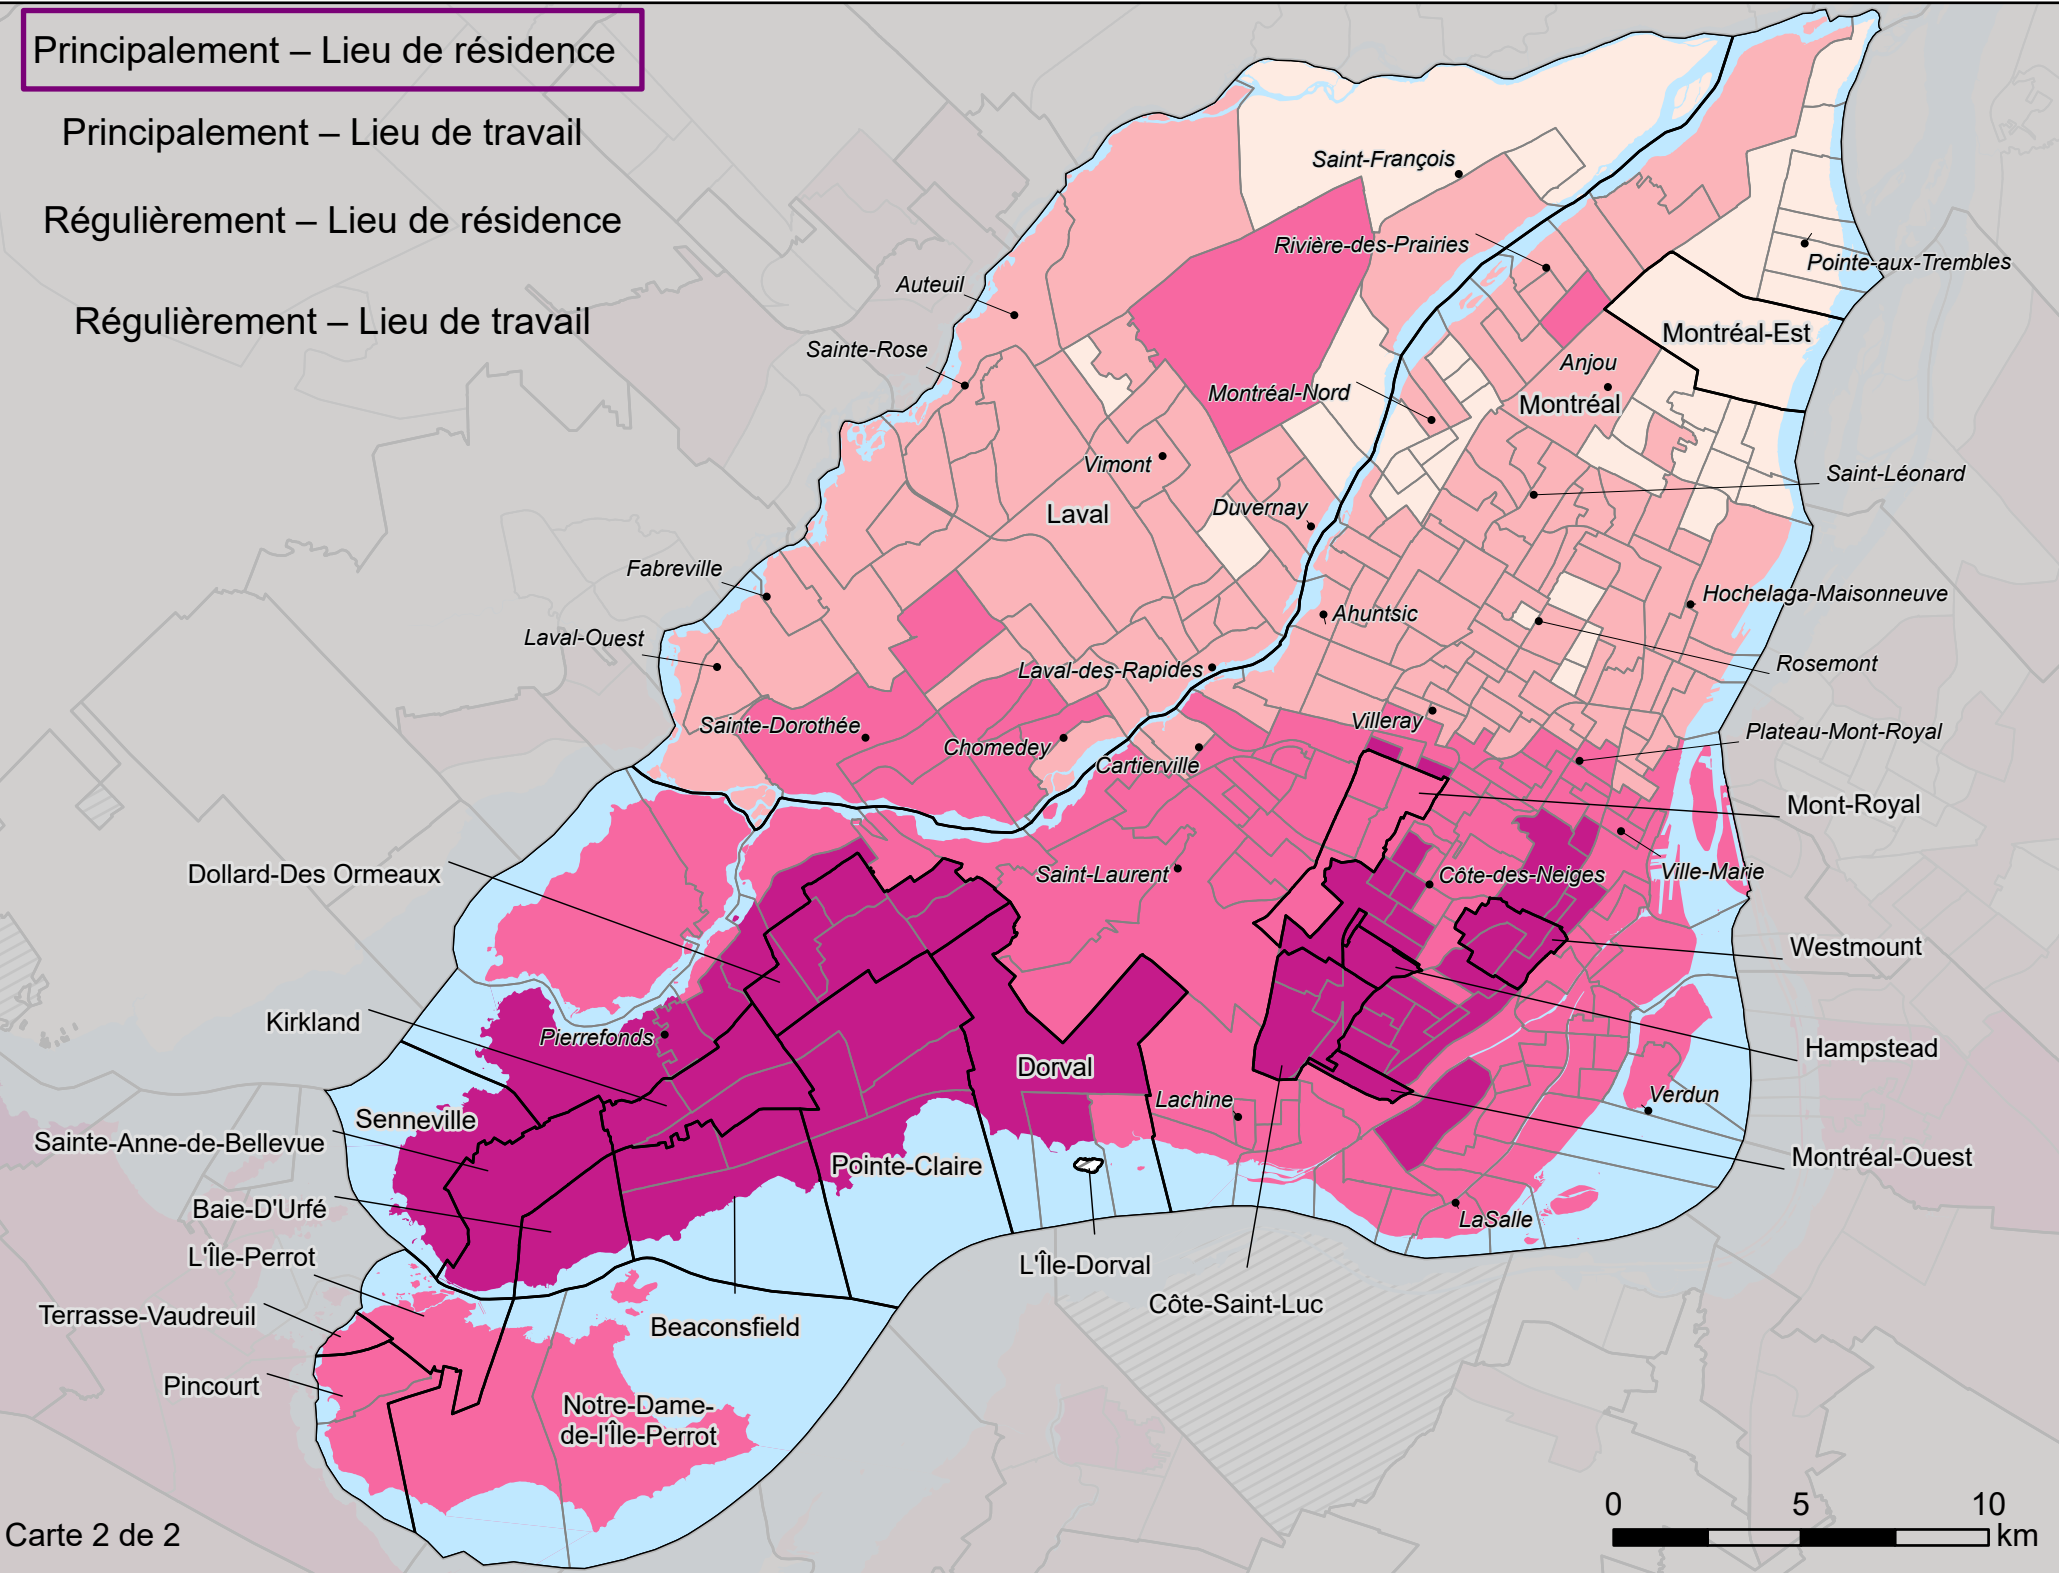 Principalement – Lieu de résidence
Principalement – Lieu de travail
Régulièrement – Lieu de résidence
Régulièrement – Lieu de travail
Saint-François
Rivière-des-Prairies
Pointe-aux-Trembles
Auteuil
Montréal-Est
Sainte-Rose
Anjou
Montréal-Nord
Montréal
Vimont
Saint-Léonard
Laval
Duvernay
Fabreville
Hochelaga-Maisonneuve
Ahuntsic
Laval-Ouest
Laval-des-Rapides
Rosemont
Sainte-Dorothée
Villeray
Plateau-Mont-Royal
Chomedey
Cartierville
Mont-Royal
Dollard-Des Ormeaux
Saint-Laurent
Côte-des-Neiges
Ville-Marie
Westmount
Kirkland
Pierrefonds
Hampstead
Dorval
Verdun
Lachine
Senneville
Sainte-Anne-de-Bellevue
Montréal-Ouest
Pointe-Claire
Baie-D'Urfé
LaSalle
L'Île-Perrot
L'Île-Dorval
Côte-Saint-Luc
Terrasse-Vaudreuil
Beaconsfield
Pincourt
Notre-Dame-
de-l'Île-Perrot
0 5 10
km
Carte 2 de 2